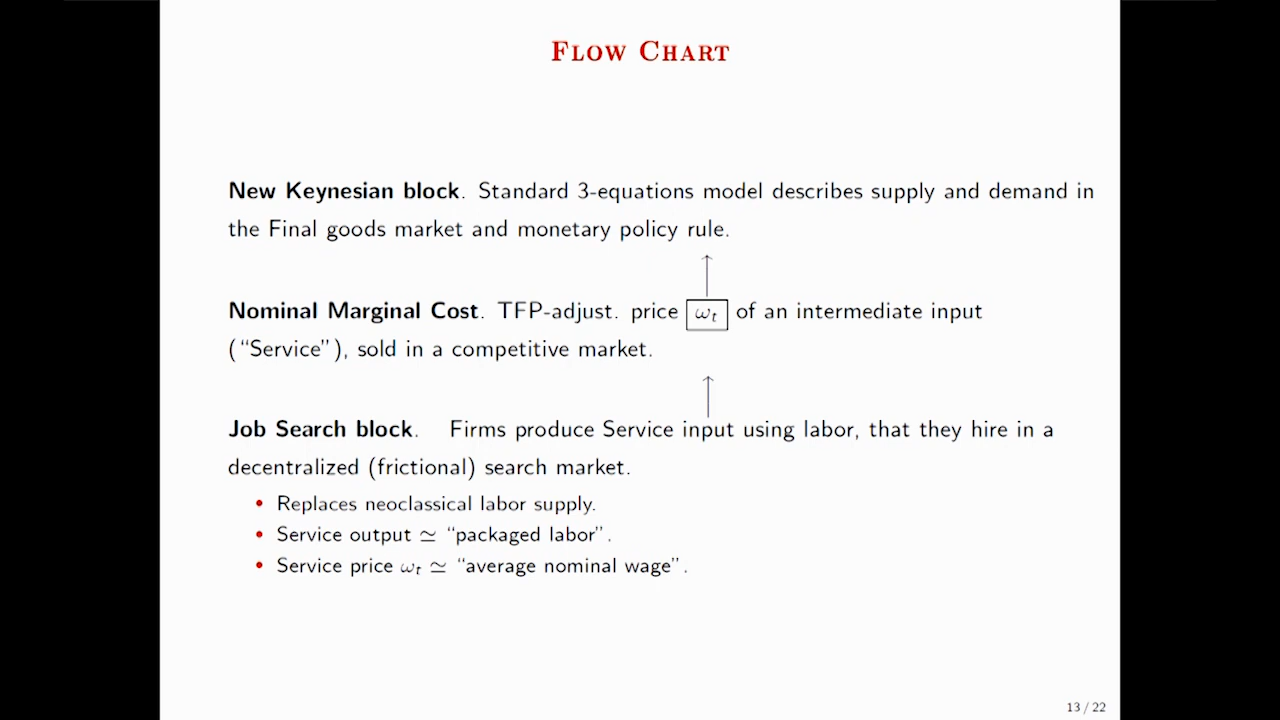 Flow Chart
New Keynesian block. Standard 3-equations model describes supply and demand in
the Final goods market and monetary policy rule.
Nominal Marginal Cost. TFP-adjust. price ωt of an intermediate input
(“Service”), sold in a competitive market.
Job Search block. Firms produce Service input using labor, that they hire in a
decentralized (frictional) search market.
• Replaces neoclassical labor supply.
• Service output ≃ “packaged labor”.
• Service price ωt ≃ “average nominal wage”.
13 / 22